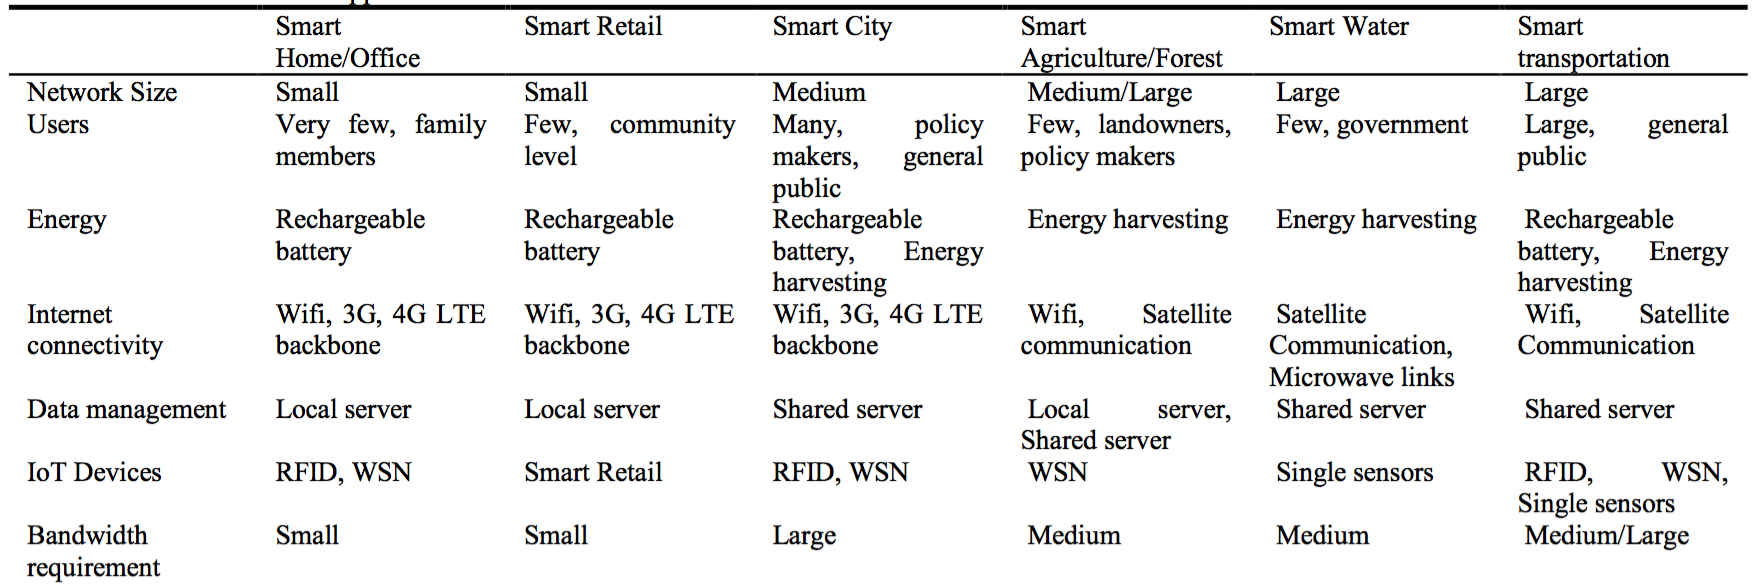 Smart Smart Retail Smart City Smart Smart Water Smart
Home/Office Agriculture/Forest transportation
Network Size Small Small Medium Medium/Large Large Large
Users Very few, family Few, community Many, policy Few, landowners, Few, government Large, general
members level makers, general policy makers public
public
Energy Rechargeable Rechargeable Rechargeable Energy harvesting Energy harvesting Rechargeable
battery battery battery, Energy battery, Energy
harvesting harvesting
Internet Wifi, 3G, 4G LTE Wifi, 3G, 4G LTE Wifi, 3G, 4G LTE Wifi, Satellite Satellite Wifi, Satellite
connectivity backbone backbone backbone communication Communication, Communication
Microwave links
Data management Local server Local server Shared server Local server, Shared server Shared server
Shared server
IoT Devices RFID, WSN Smart Retail RFID, WSN WSN Single sensors RFID, WSN,
Single sensors
Bandwidth Small Small Large Medium Medium Medium/Large
requirement